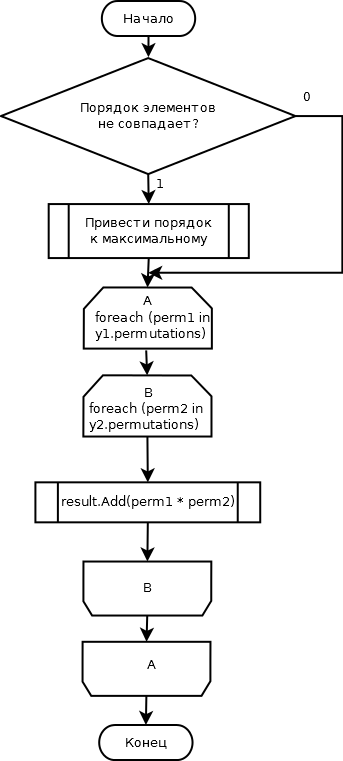 Начало
Порядок элементов
не совпадает?
0
1
Привести порядок
к максимальному
A
foreach (perm1 in
y1.permutations)
B
foreach (perm2 in
y2.permutations)
result.Add(perm1 * perm2)
B
A
Конец